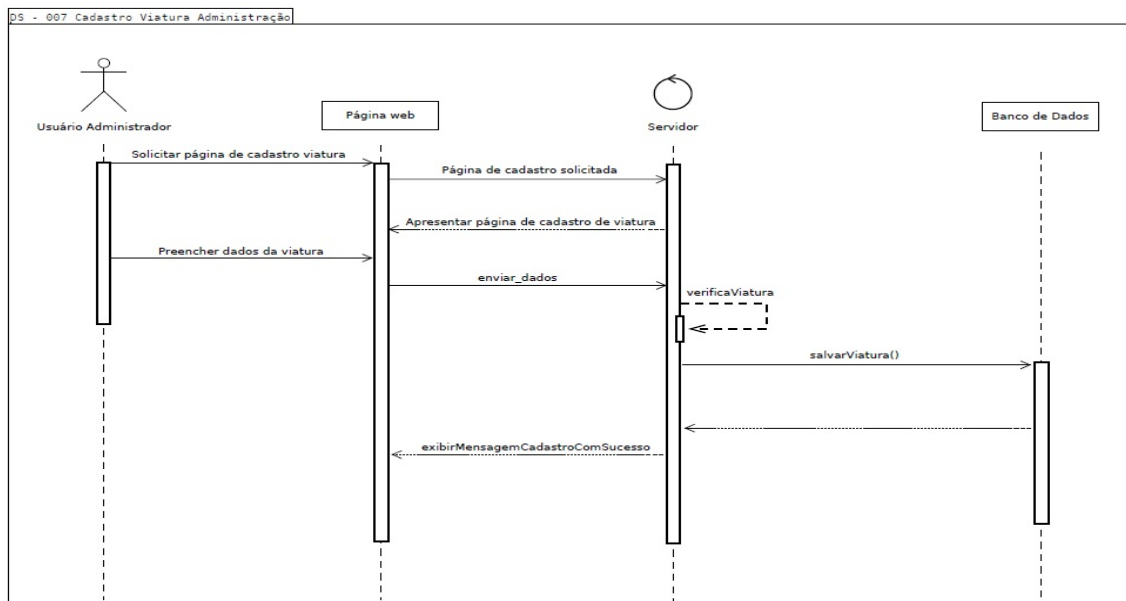 DS - 007 Cadastro Viatura Administração
Usuário Administrador
Página web
Servidor
Banco de Dados
Solicitar página de cadastro viatura
Página de cadastro solicitada
Apresentar página de cadastro de viatura
Preencher dados da viatura
enviar_dados
verificaViatura
salvarViatura()
exibirMensagemCadastroComSucesso